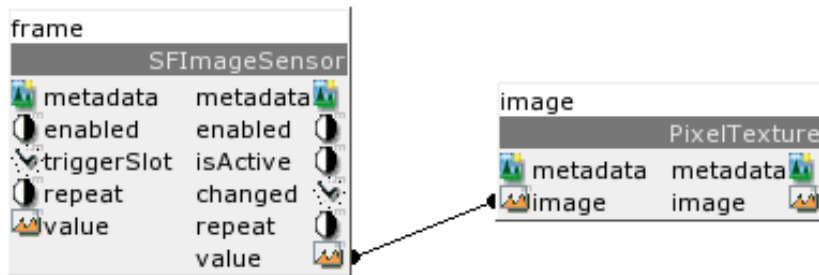 frame
SFImageSensor
metadata metadata
enabled enabled
triggerSlot isActive
repeat changed
value repeat
value
image
PixelTexture
metadata metadata
image image